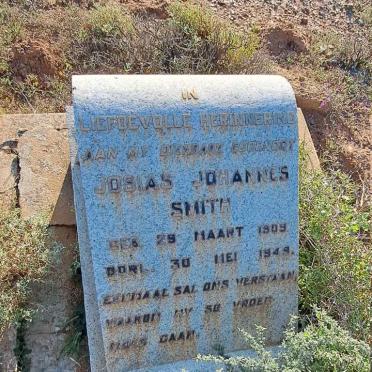 IN
LIEFDEVOLLE HERINNERING
AAN MY DIERBARE EGGENOOT
JOSIAS JOHANNES
SMITH
GEB. 29 MAART 1909.
OORL. 30 MEI 1949.
EENMAAL SAL ONS VERSTAAN
WAAROM HY SO VROEG
MOES GAAN.